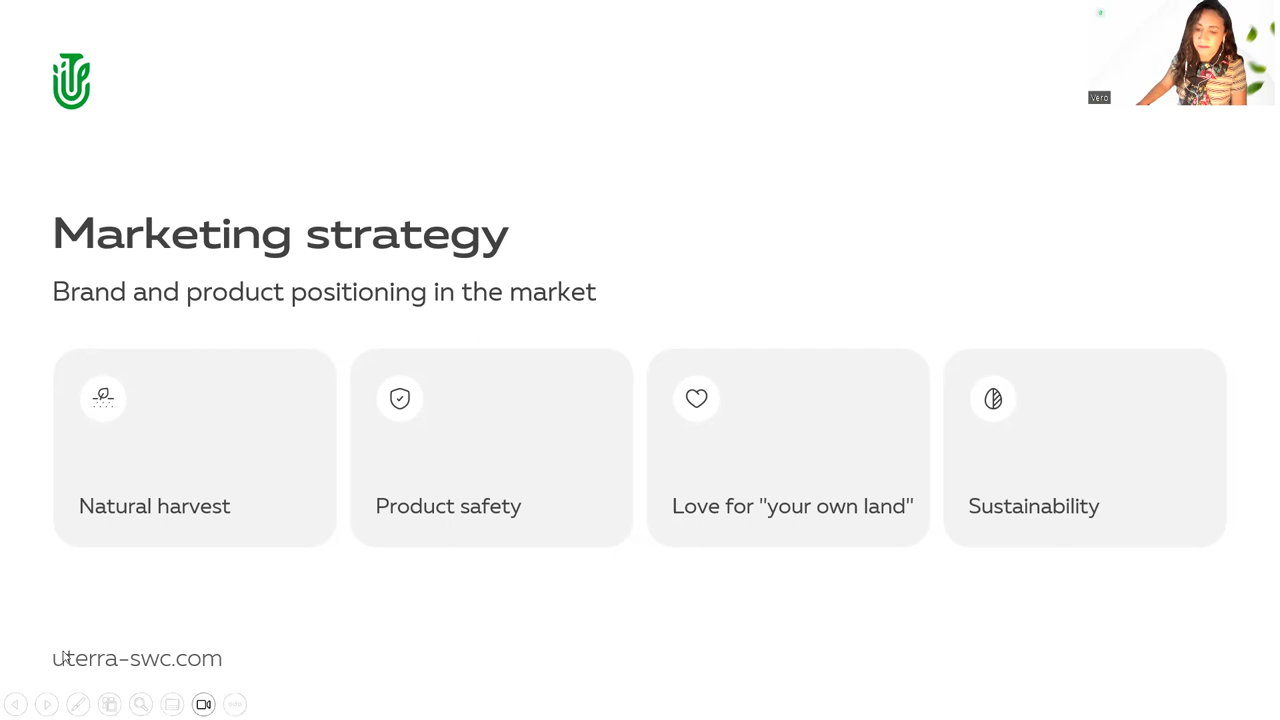 Vero
Marketing strategy
Brand and product positioning in the market
Natural harvest
Product safety
Love for "your own land"
Sustainability
uterra-swc.com